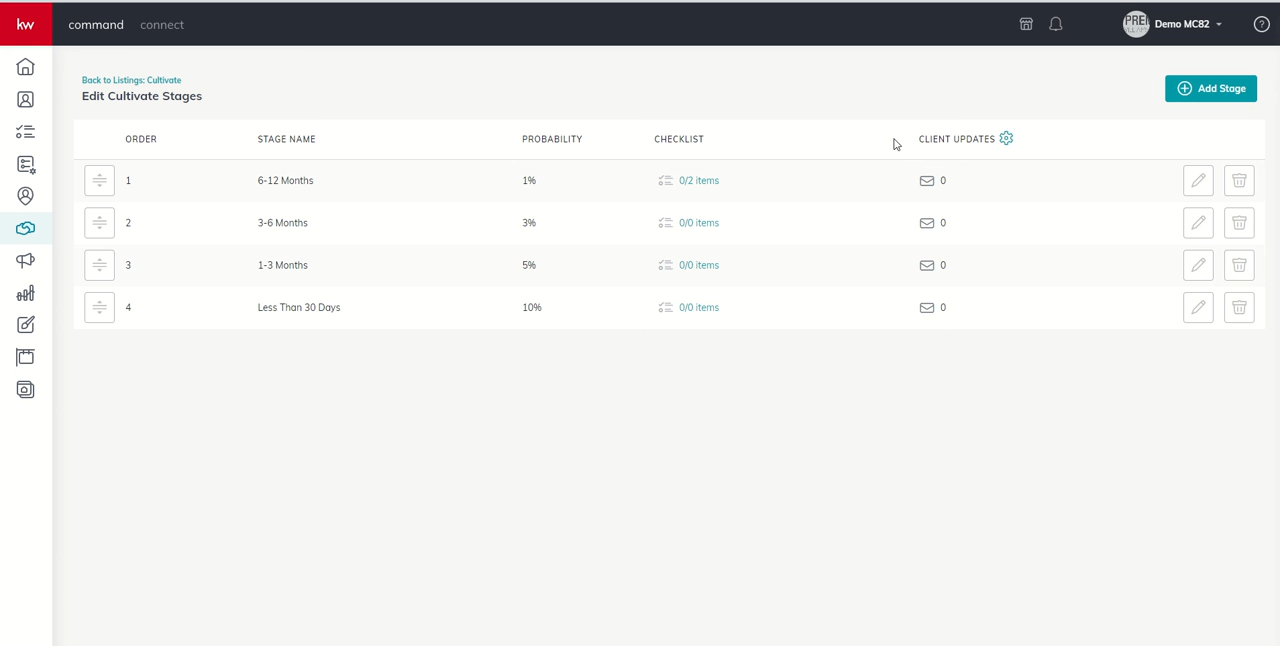 kw command connect Demo MC82
Back to Listings: Cultivate
Edit Cultivate Stages
Add Stage
ORDER STAGE NAME PROBABILITY CHECKLIST CLIENT UPDATES
1 6-12 Months 1% 0/2 items 0
2 3-6 Months 3% 0/0 items 0
3 1-3 Months 5% 0/0 items 0
4 Less Than 30 Days 10% 0/0 items 0